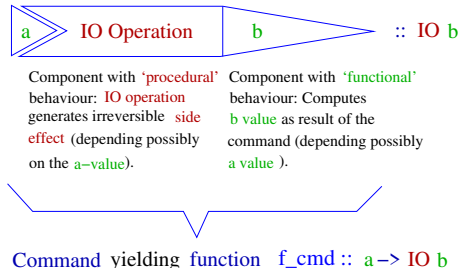 a IO Operation b :: IO b
Component with ‘procedural’
behaviour: IO operation
generates irreversible side
effect (depending possibly
on the a−value).
Component with ‘functional’
behaviour: Computes
b value as result of the
command (depending possibly
a value ).
Command yielding function f_cmd :: a −> IO b